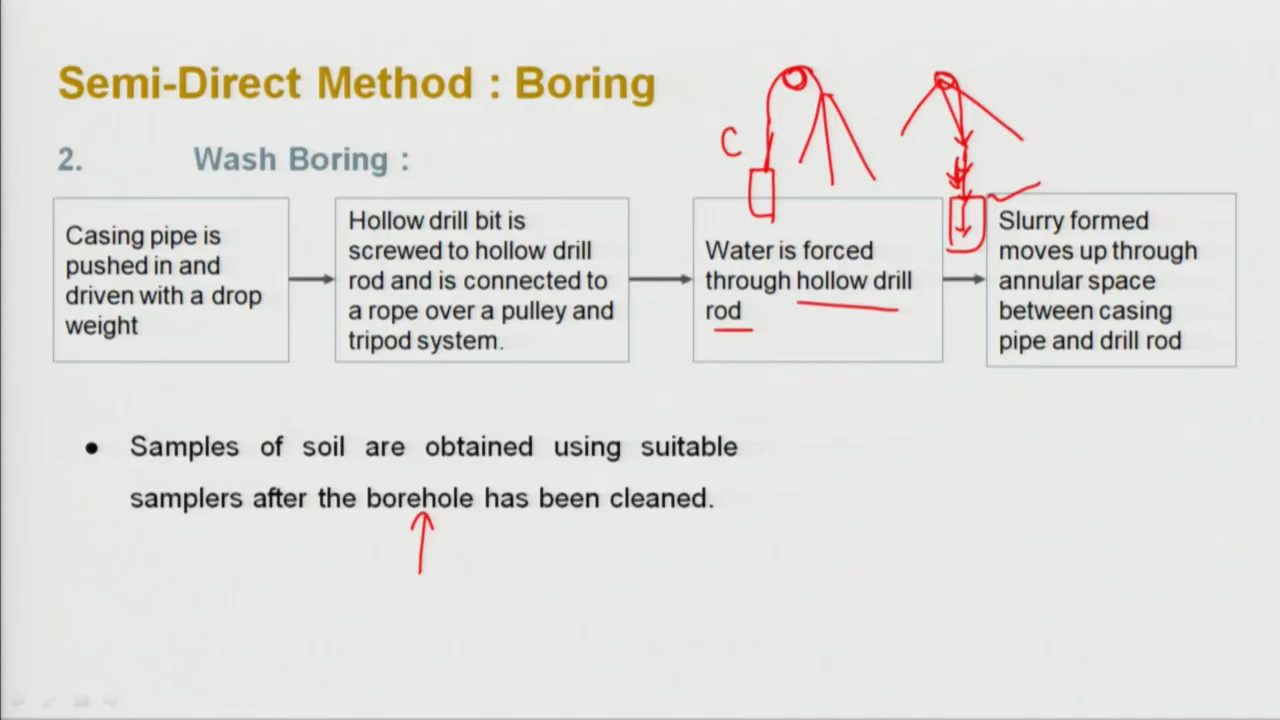 Semi-Direct Method : Boring
2. Wash Boring :
Casing pipe is
pushed in and
driven with a drop
weight
Hollow drill bit is
screwed to hollow drill
rod and is connected to
a rope over a pulley and
tripod system.
C
Water is forced
through hollow drill
rod
Slurry formed
moves up through
annular space
between casing
pipe and drill rod
● Samples of soil are obtained using suitable
samplers after the borehole has been cleaned.